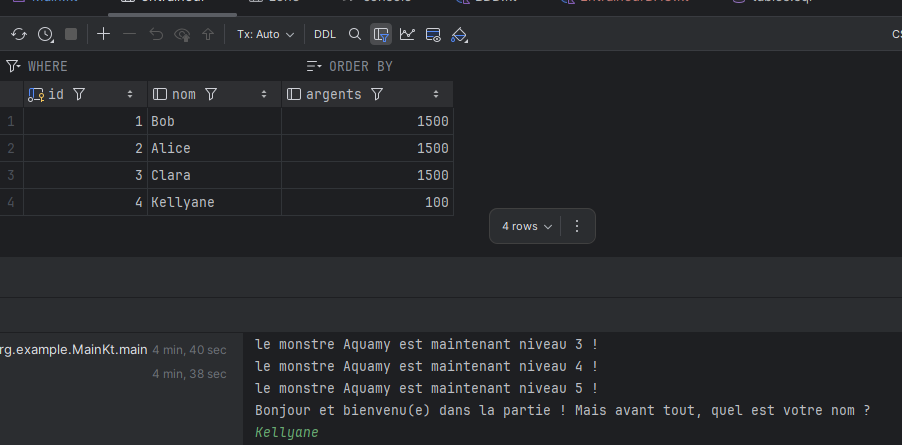 Tx: Auto DDL
WHERE ORDER BY
id nom argents
1 1 Bob 1500
2 2 Alice 1500
3 3 Clara 1500
4 4 Kellyane 100
4 rows
rg.example.MainKt.main 4 min, 40 sec
4 min, 38 sec
le monstre Aquamy est maintenant niveau 3 !
le monstre Aquamy est maintenant niveau 4 !
le monstre Aquamy est maintenant niveau 5 !
Bonjour et bienvenu(e) dans la partie ! Mais avant tout, quel est votre nom ?
Kellyane